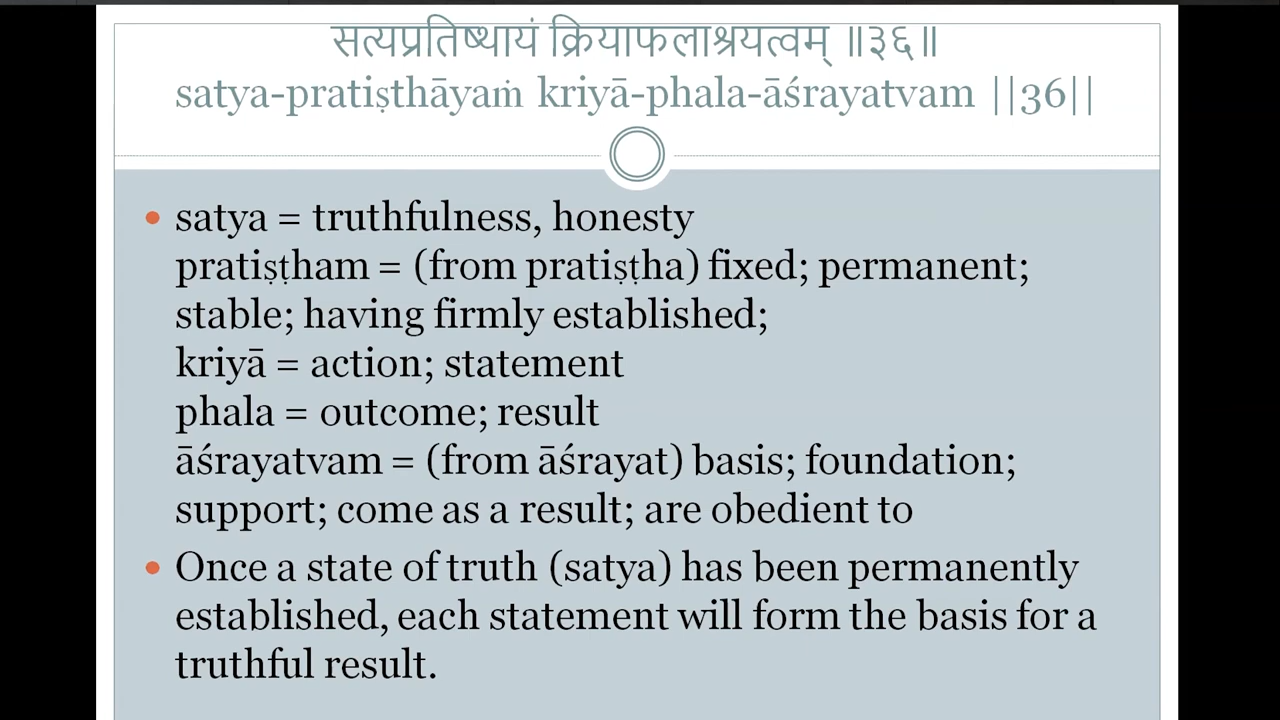 सत्यप्रतिष्थायं क्रियाफलाश्रयत्वम् ॥३६॥
satya-pratiṣthāyaṁ kriyā-phala-āśrayatvam ||36||
• satya = truthfulness, honesty
pratiṣṭham = (from pratiṣṭha) fixed; permanent;
stable; having firmly established;
kriyā = action; statement
phala = outcome; result
āśrayatvam = (from āśrayat) basis; foundation;
support; come as a result; are obedient to
• Once a state of truth (satya) has been permanently
established, each statement will form the basis for a
truthful result.